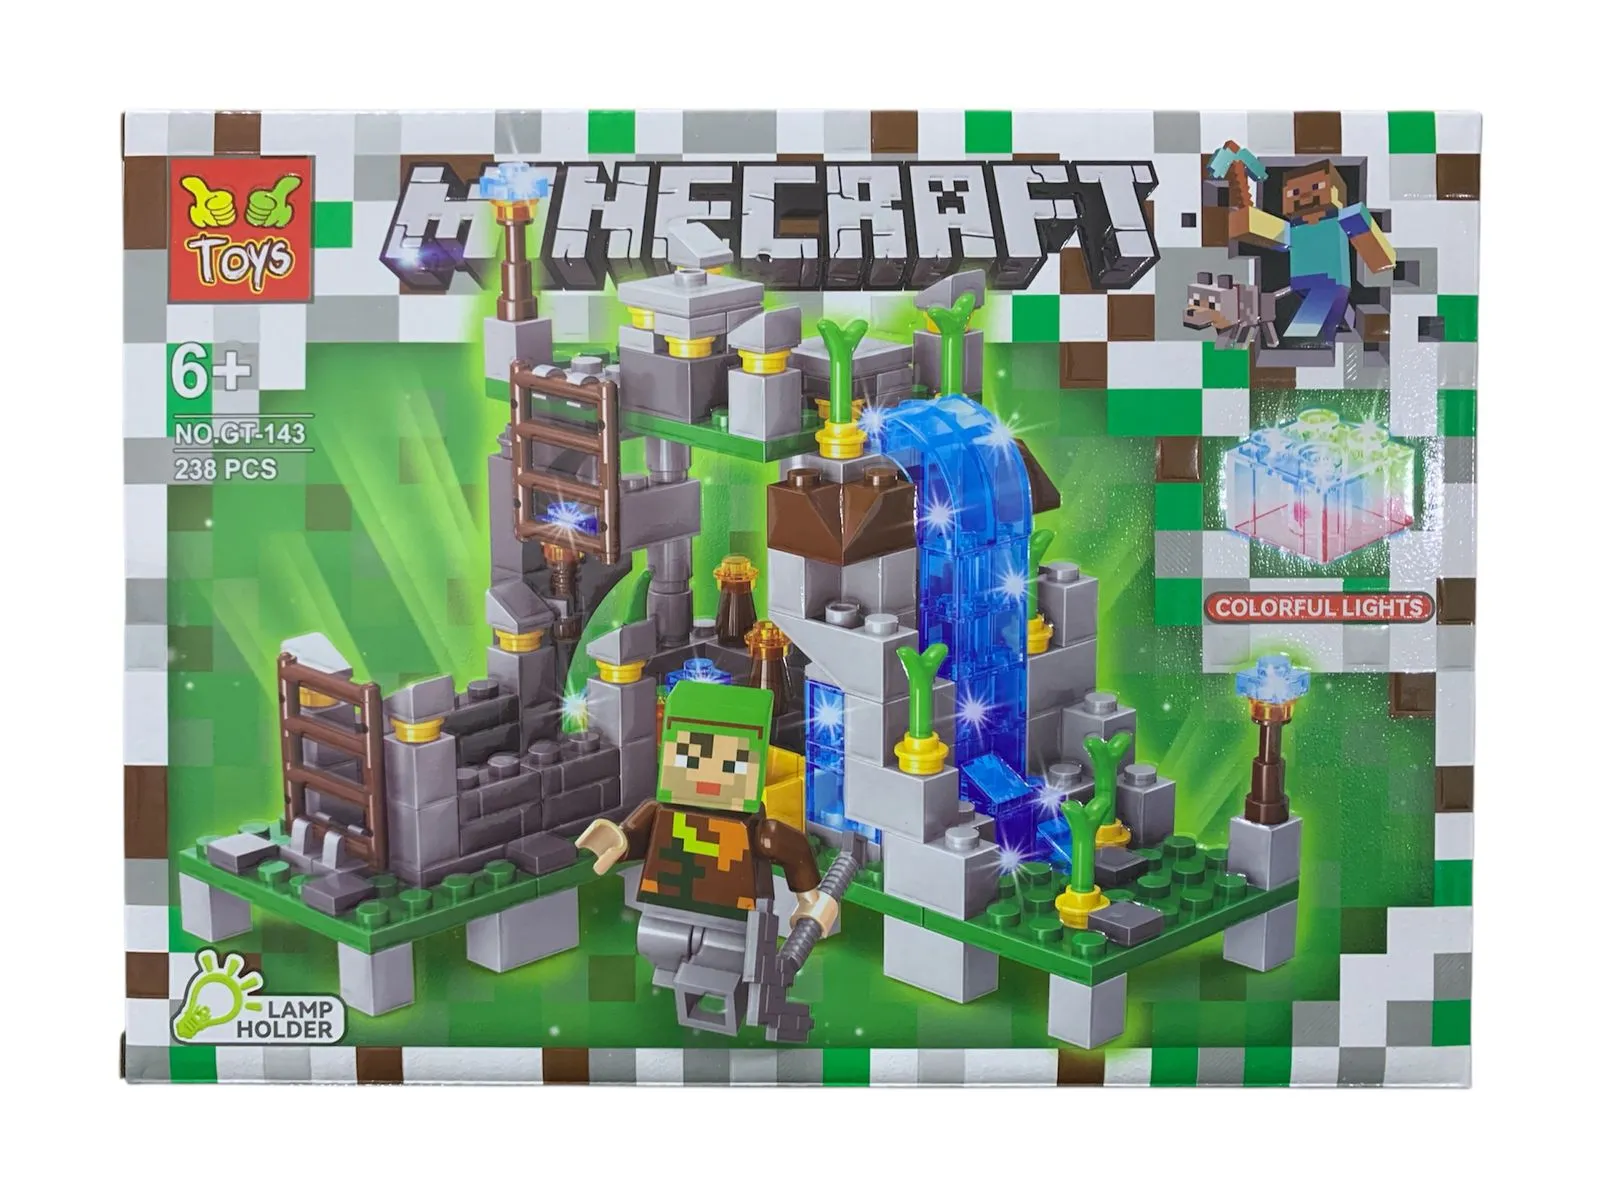 MINECRAFT
Toys
6+
NO.GT-143
238 PCS
COLORFUL LIGHTS
LAMP
HOLDER